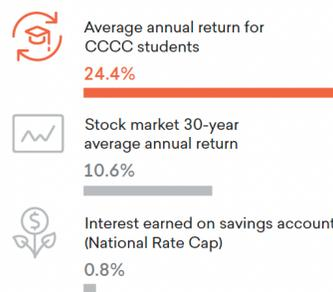 Average annual return for
CCCC students
24.4%
Stock market 30-year
average annual return
10.6%
Interest earned on savings account
(National Rate Cap)
0.8%